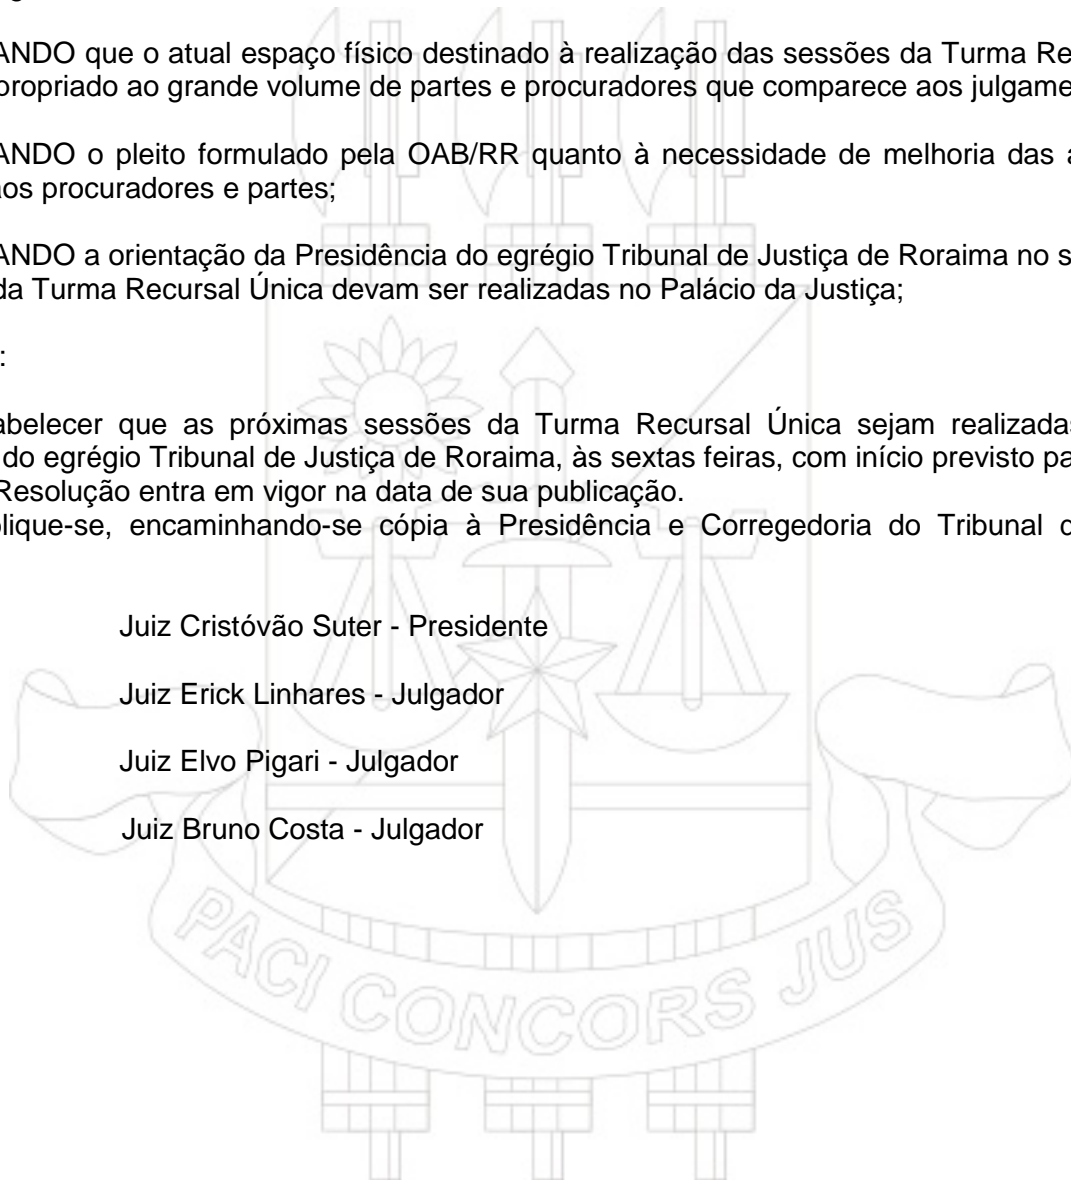 ANDO que o atual espaço físico destinado à realização das sessões da Turma Re
propriado ao grande volume de partes e procuradores que comparece aos julgame
ANDO o pleito formulado pela OAB/RR quanto à necessidade de melhoria das a
aos procuradores e partes;
ANDO a orientação da Presidência do egrégio Tribunal de Justiça de Roraima no s
da Turma Recursal Única devam ser realizadas no Palácio da Justiça;
:
abelecer que as próximas sessões da Turma Recursal Única sejam realizadas
do egrégio Tribunal de Justiça de Roraima, às sextas feiras, com início previsto pa
Resolução entra em vigor na data de sua publicação.
blique-se, encaminhando-se cópia à Presidência e Corregedoria do Tribunal d
Juiz Cristóvão Suter - Presidente
Juiz Erick Linhares - Julgador
Juiz Elvo Pigari - Julgador
Juiz Bruno Costa - Julgador
PACI CONCORS JUS